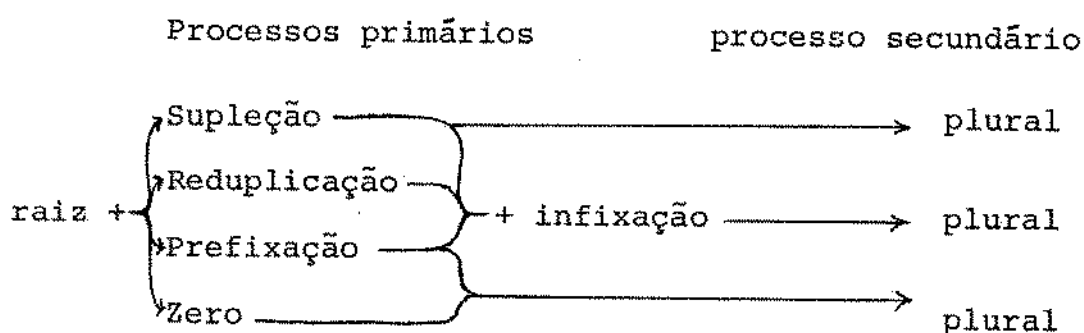 Processos primários processo secundário
Supleção plural
Reduplicação
raiz + + infixação plural
Prefixação
Zero plural